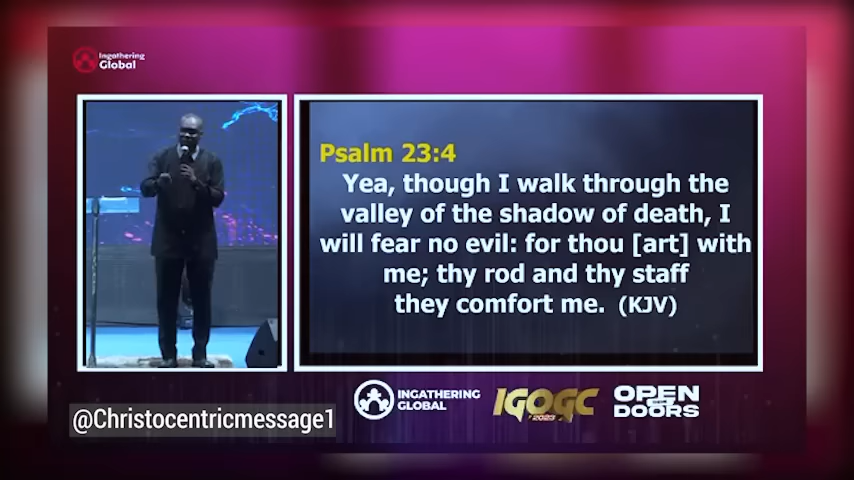 Ingathering
Global
Psalm 23:4
Yea, though I walk through the
valley of the shadow of death, I
will fear no evil: for thou [art] with
me; thy rod and thy staff
they comfort me. (KJV)
INGATHERING
GLOBAL
IGOGC
2023
OPEN
DOORS
@Christocentricmessage1